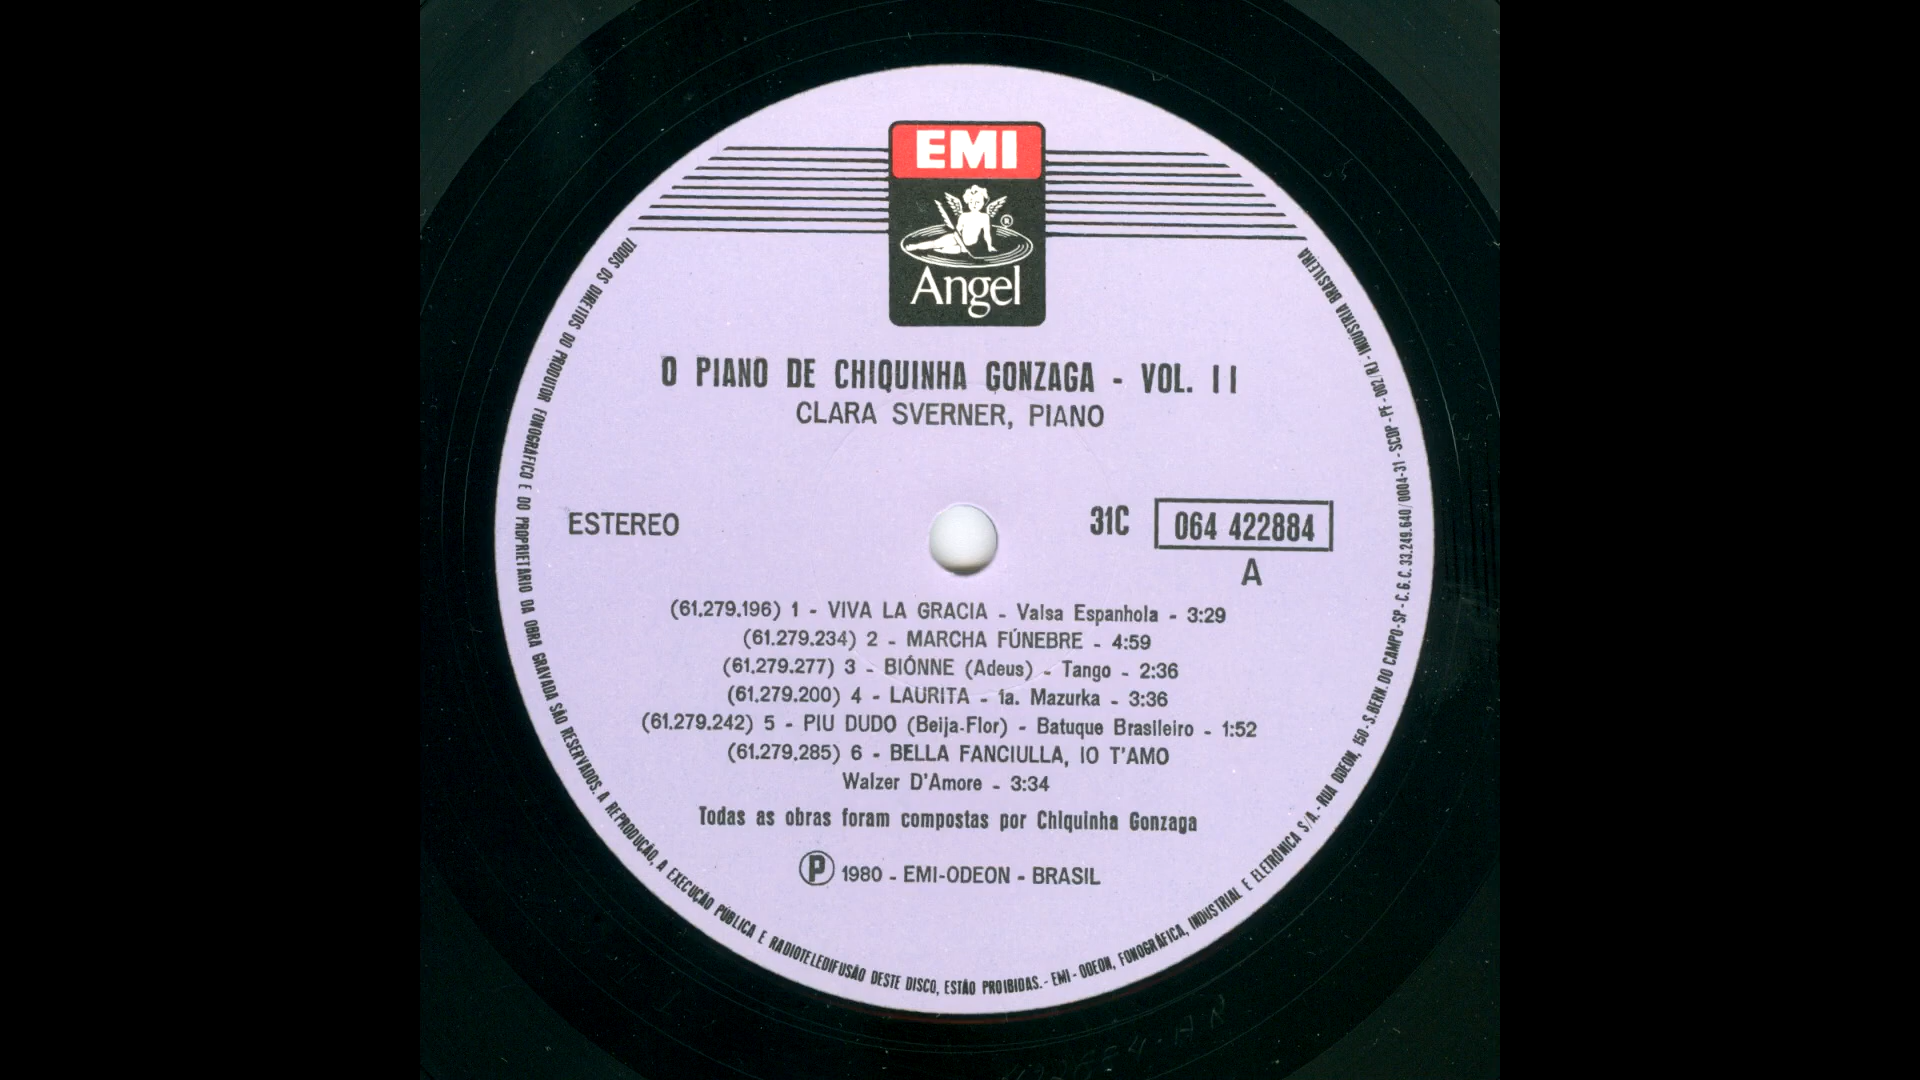 EMI
®
Angel
O PIANO DE CHIQUINHA GONZAGA - VOL. II
CLARA SVERNER, PIANO
ESTEREO
31C 064 422884
A
(61.279.196) 1 - VIVA LA GRACIA - Valsa Espanhola - 3:29
(61.279.234) 2 - MARCHA FÚNEBRE - 4:59
(61.279.277) 3 - BIÓNNE (Adeus) - Tango - 2:36
(61.279.200) 4 - LAURITA - 1a. Mazurka - 3:36
(61.279.242) 5 - PIU DUDO (Beija-Flor) - Batuque Brasileiro - 1:52
(61.279.285) 6 - BELLA FANCIULLA, IO T'AMO
Walzer D'Amore - 3:34
Todas as obras foram compostas por Chiquinha Gonzaga
Ⓟ 1980 - EMI-ODEON - BRASIL
TODOS OS DIREITOS DO PRODUTOR FONOGRÁFICO E DO PROPRIETÁRIO DA OBRA GRAVADA SÃO RESERVADOS. A REPRODUÇÃO, A EXECUÇÃO PÚBLICA E RADIOTELEDIFUSÃO DESTE DISCO, ESTÃO PROIBIDAS. - EMI - ODEON, FONOGRÁFICA, INDUSTRIAL E ELETRÔNICA S/A. - RUA ODEON, 150 - S. BERN. DO CAMPO-SP - C.G.C. 33.249.640/0004-31 - SCDP - PF - 002/RJ - INDÚSTRIA BRASILEIRA